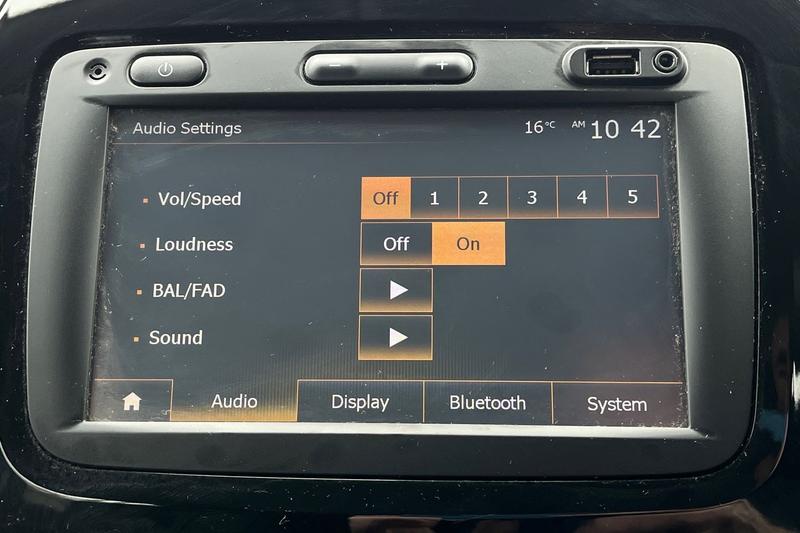 Audio Settings 16°C AM 10 42
Vol/Speed Off 1 2 3 4 5
Loudness Off On
BAL/FAD
Sound
Audio Display Bluetooth System